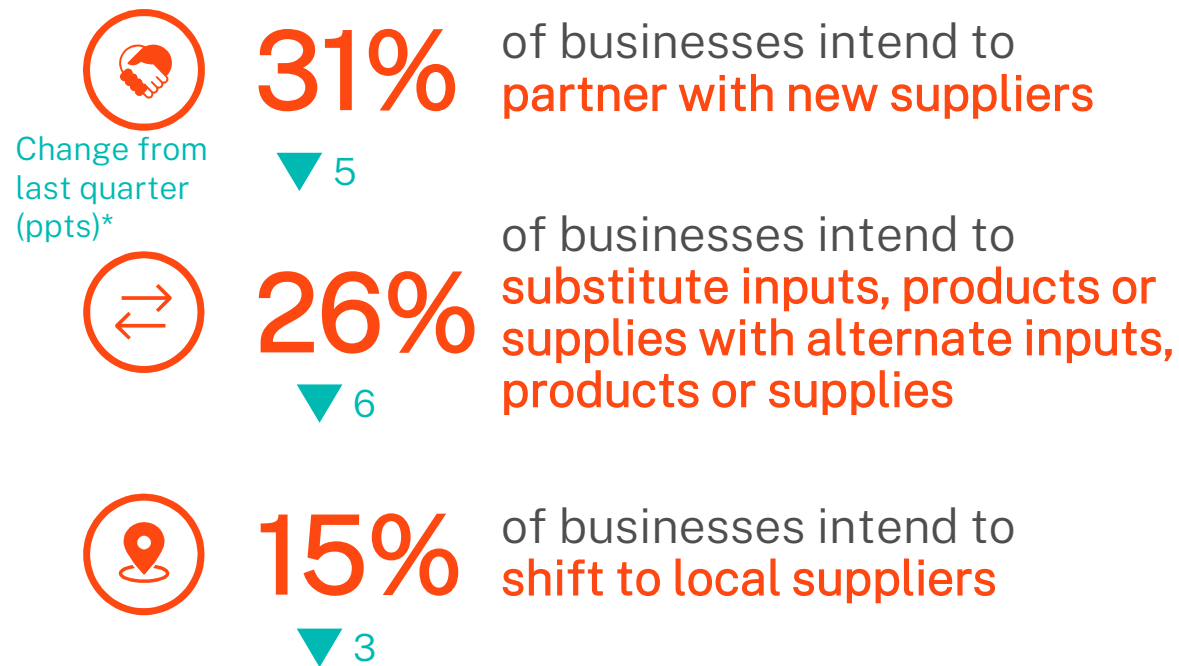 31%
of businesses intend to
partner with new suppliers
Change from
last quarter
(ppts)*
▼ 5
26%
of businesses intend to
substitute inputs, products or
supplies with alternate inputs,
products or supplies
▼ 6
15%
of businesses intend to
shift to local suppliers
▼ 3